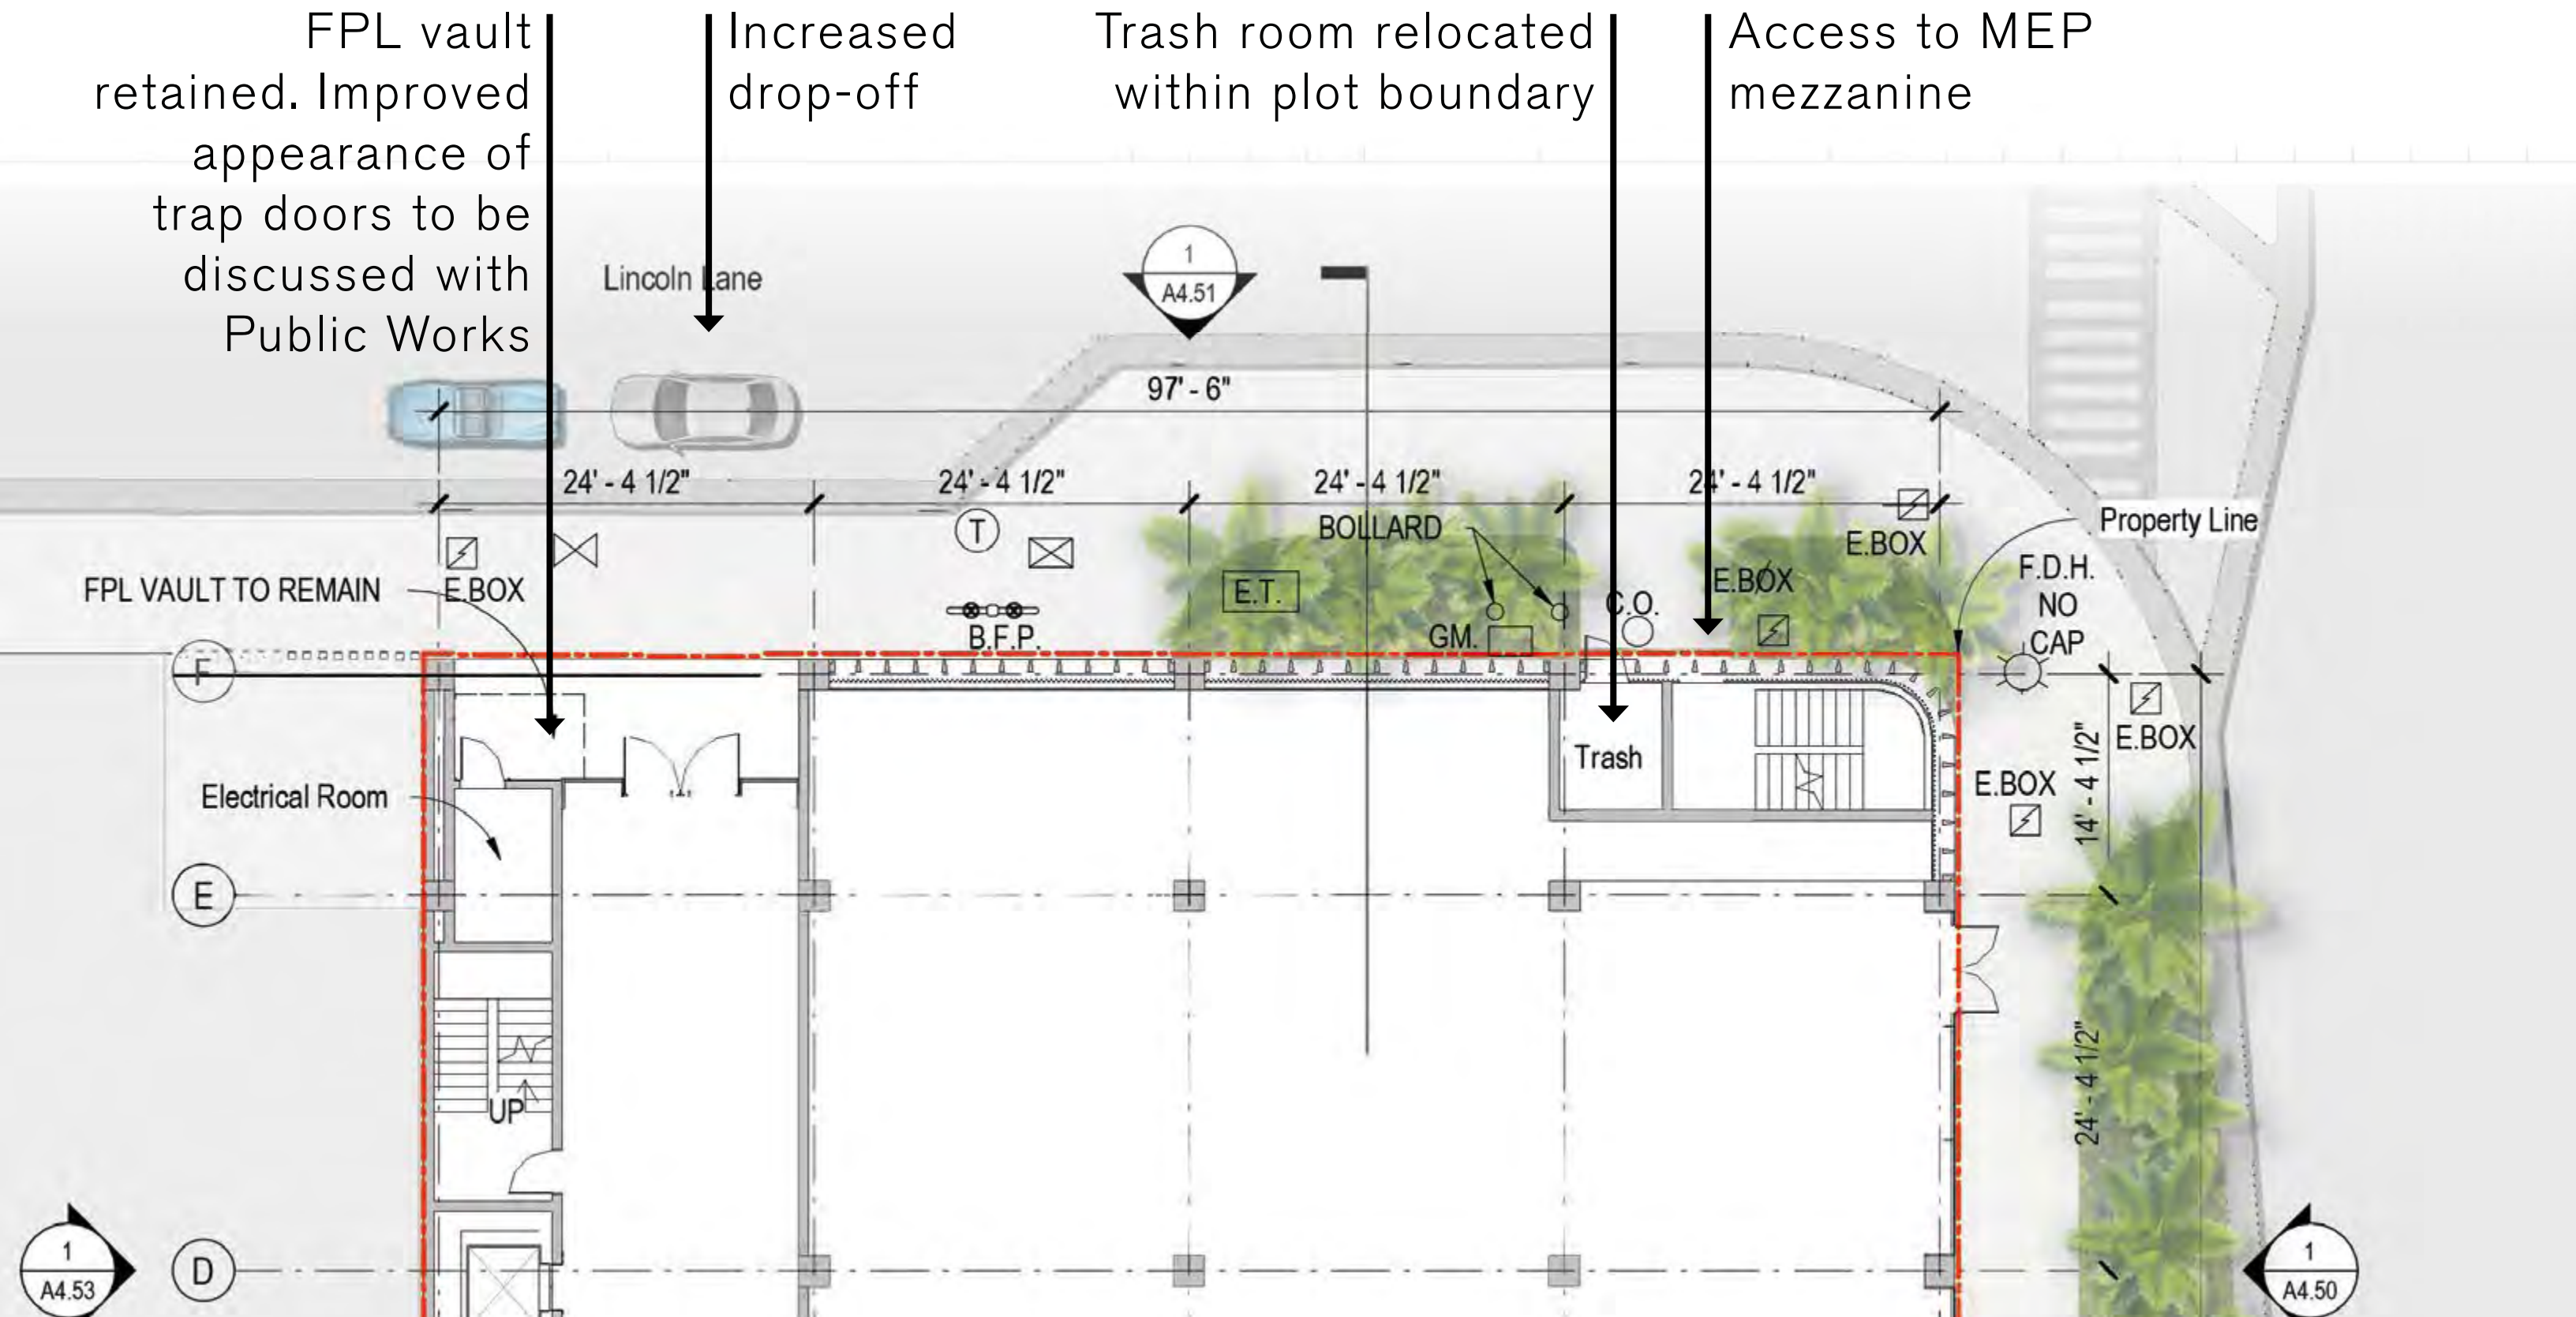 FPL vault
retained. Improved
appearance of
trap doors to be
discussed with
Public Works
Increased
drop-off
Trash room relocated
within plot boundary
Access to MEP
mezzanine
Lincoln Lane
1
A4.51
97' - 6"
24' - 4 1/2"
24' - 4 1/2"
24' - 4 1/2"
24' - 4 1/2"
T
BOLLARD
E.BOX
Property Line
FPL VAULT TO REMAIN
E.BOX
E.T.
E.BOX
C.O.
F.D.H.
NO
CAP
B.F.P.
GM.
F
E.BOX
14' - 4 1/2"
Trash
E.BOX
Electrical Room
E
UP
24' - 4 1/2"
1
A4.53
D
1
A4.50